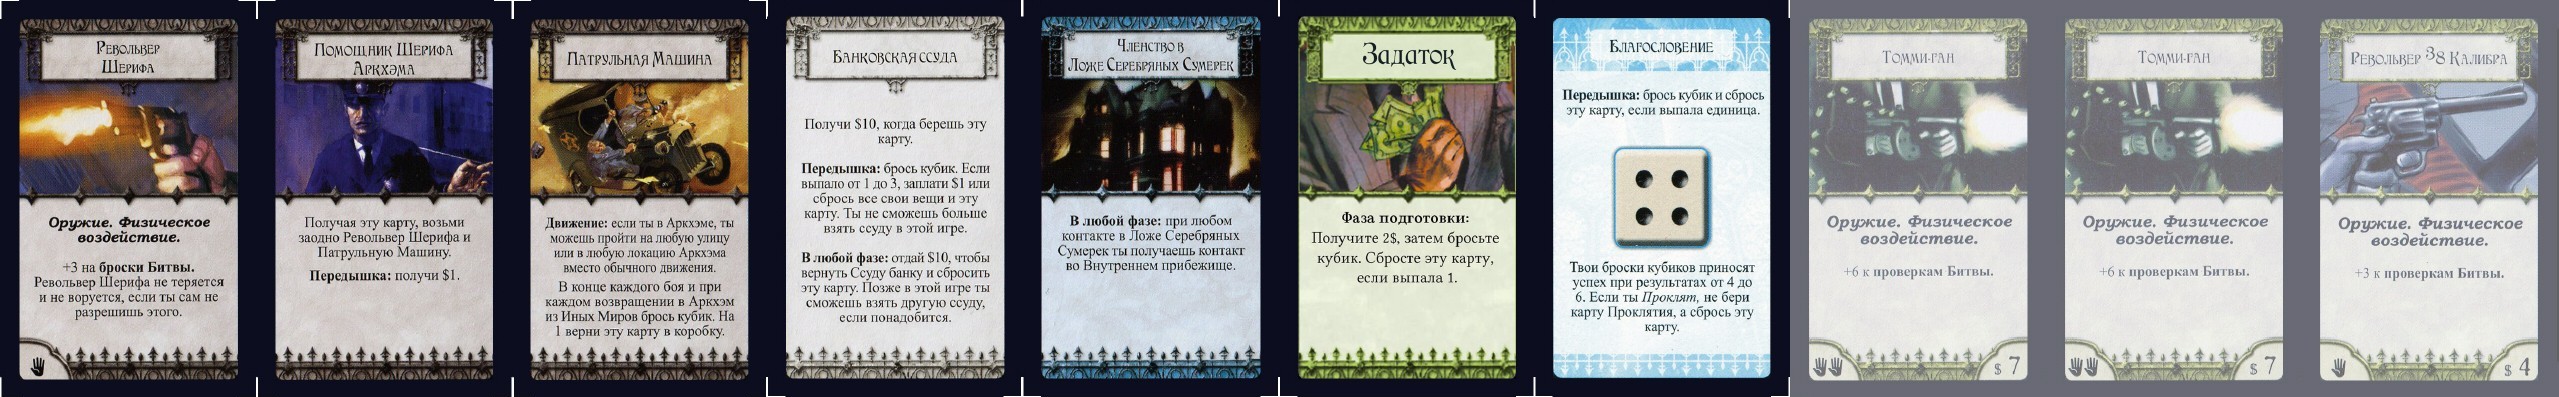 Револьвер
Шерифа
Оружие. Физическое
воздействие.
+3 на броски Битвы.
Револьвер Шерифа не теряется
и не воруется, если ты сам не
разрешишь этого.
Помощник Шерифа
Аркхэма
Получая эту карту, возьми
заодно Револьвер Шерифа и
Патрульную Машину.
Передышка: получи $1.
Патрульная Машина
Движение: если ты в Аркхэме, ты
можешь пройти на любую улицу
или в любую локацию Аркхэма
вместо обычного движения.
В конце каждого боя и при
каждом возвращении в Аркхэм
из Иных Миров брось кубик. На
1 верни эту карту в коробку.
Банковская ссуда
Получи $10, когда берешь эту
карту.
Передышка: брось кубик. Если
выпало от 1 до 3, заплати $1 или
сбрось все свои вещи и эту
карту. Ты не сможешь больше
взять ссуду в этой игре.
В любой фазе: отдай $10, чтобы
вернуть Ссуду банку и сбросить
эту карту. Позже в этой игре ты
сможешь взять другую ссуду,
если понадобится.
Членство в
Ложе Серебряных Сумерек
В любой фазе: при любом
контакте в Ложе Серебряных
Сумерек ты получаешь контакт
во Внутреннем прибежище.
Задаток
Фаза подготовки:
Получите 2$, затем бросьте
кубик. Сбросте эту карту,
если выпала 1.
Благословение
Передышка: брось кубик и сбрось
эту карту, если выпала единица.
Твои броски кубиков приносят
успех при результатах от 4 до
6. Если ты Проклят, не бери
карту Проклятия, а сбрось эту
карту.
Томми-ган
Оружие. Физическое
воздействие.
+6 к проверкам Битвы.
$ 7
Томми-ган
Оружие. Физическое
воздействие.
+6 к проверкам Битвы.
$ 7
Револьвер 38 Калибра
Оружие. Физическое
воздействие.
+3 к проверкам Битвы.
$ 4